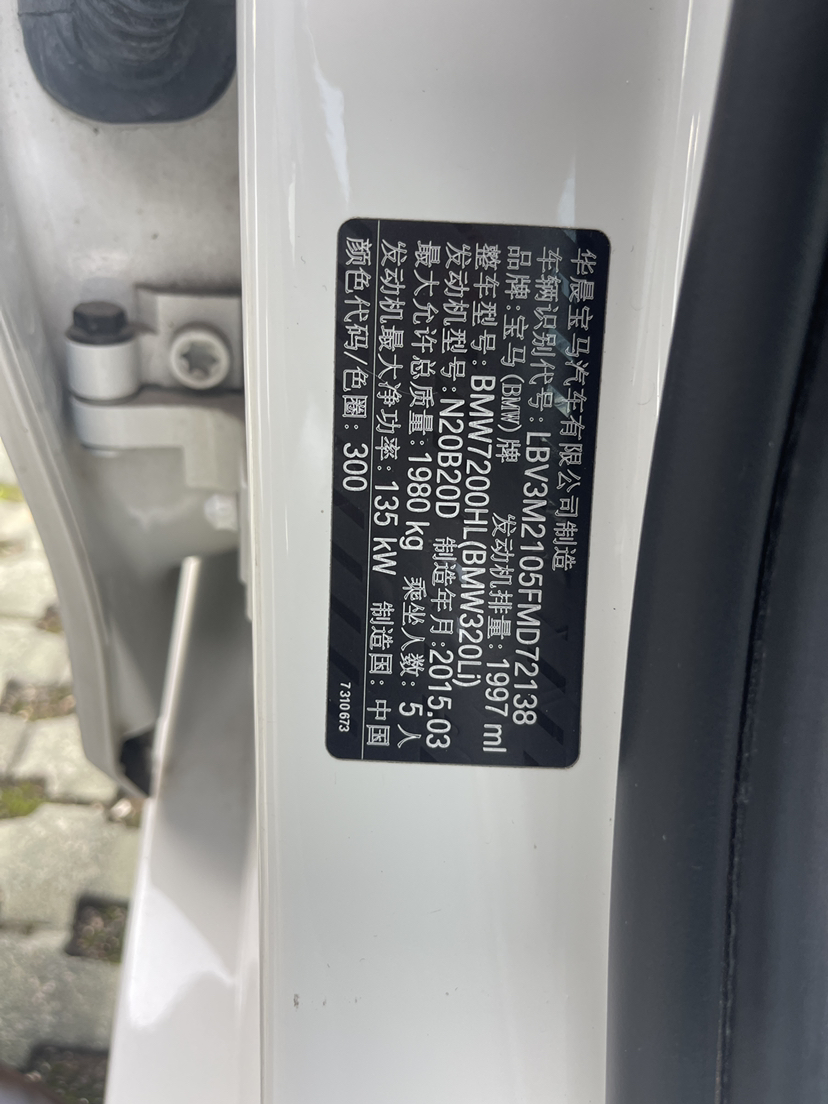 华晨宝马汽车有限公司制造
车辆识别代号: LBV3M2105FMD72138
品牌:宝马(BMW)牌 发动机排量: 1997 ml
整车型号: BMW7200HL(BMW320Li)
发动机型号: N20B20D 制造年月:2015.03
最大允许总质量: 1980 kg 乘坐人数: 5人
发动机最大净功率: 135 kW 制造国: 中国
颜色代码/色圈: 300
7310673